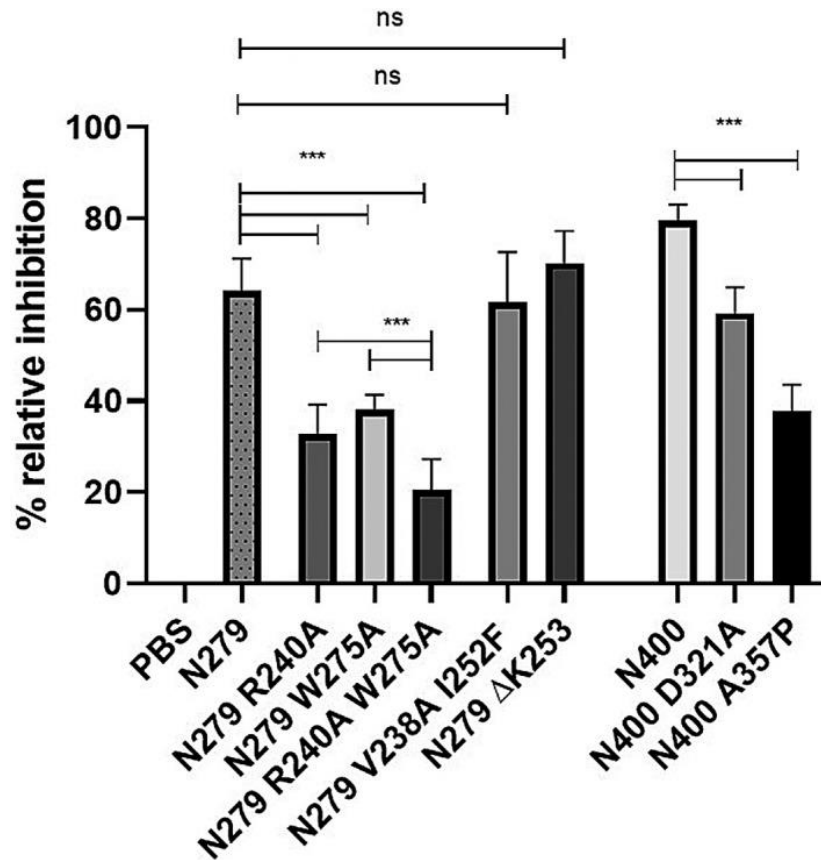 ns
ns
***
***
***
% relative inhibition
100
80
60
40
20
0
PBS
N279
N279 R240A
N279 W275A
N279 R240A W275A
N279 V238A I252F
N279 ΔK253
N400
N400 D321A
N400 A357P